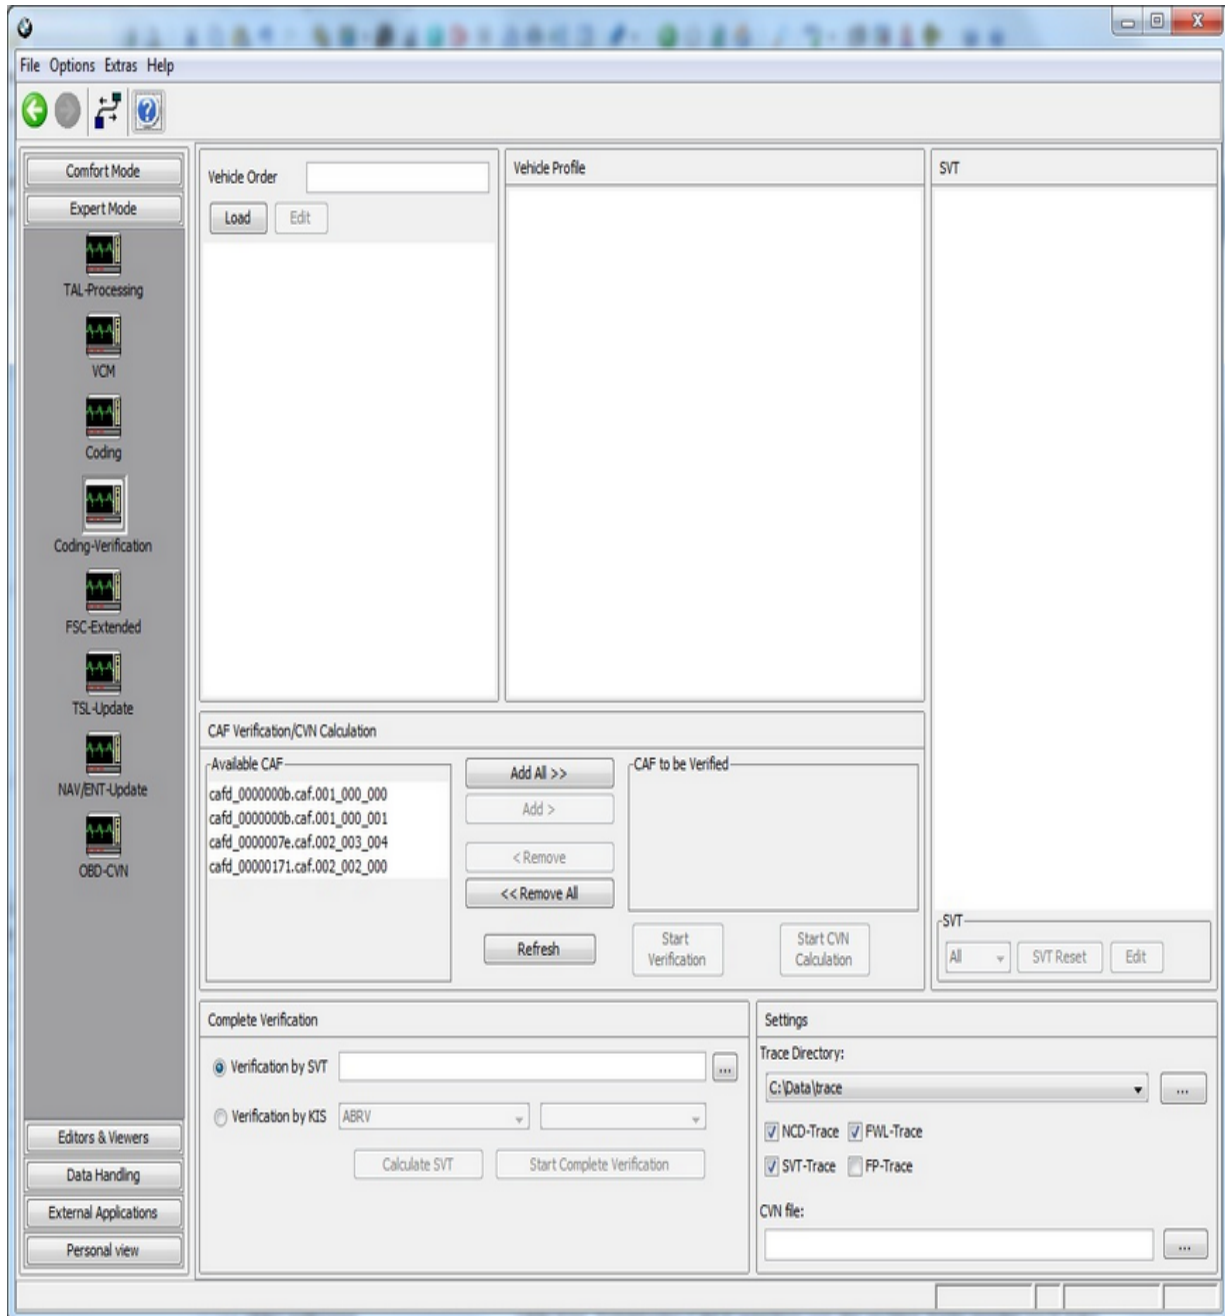 File Options Extras Help
Comfort Mode
Expert Mode
TAL-Processing
VCM
Coding
Coding-Verification
FSC-Extended
TSL-Update
NAV/ENT-Update
OBD-CVN
Editors & Viewers
Data Handling
External Applications
Personal view
Vehicle Order
Load Edit
Vehicle Profile
SVT
CAF Verification/CVN Calculation
Available CAF
cafd_0000000b.caf.001_000_000
cafd_0000000b.caf.001_000_001
cafd_0000007e.caf.002_003_004
cafd_00000171.caf.002_002_000
Add All >>
Add >
< Remove
<< Remove All
Refresh
CAF to be Verified
Start
Verification
Start CVN
Calculation
SVT
All SVT Reset Edit
Complete Verification
Verification by SVT ...
Verification by KIS ABRV
Calculate SVT Start Complete Verification
Settings
Trace Directory:
C:\Data\trace ...
NCD-Trace FWL-Trace
SVT-Trace FP-Trace
CVN file:
...